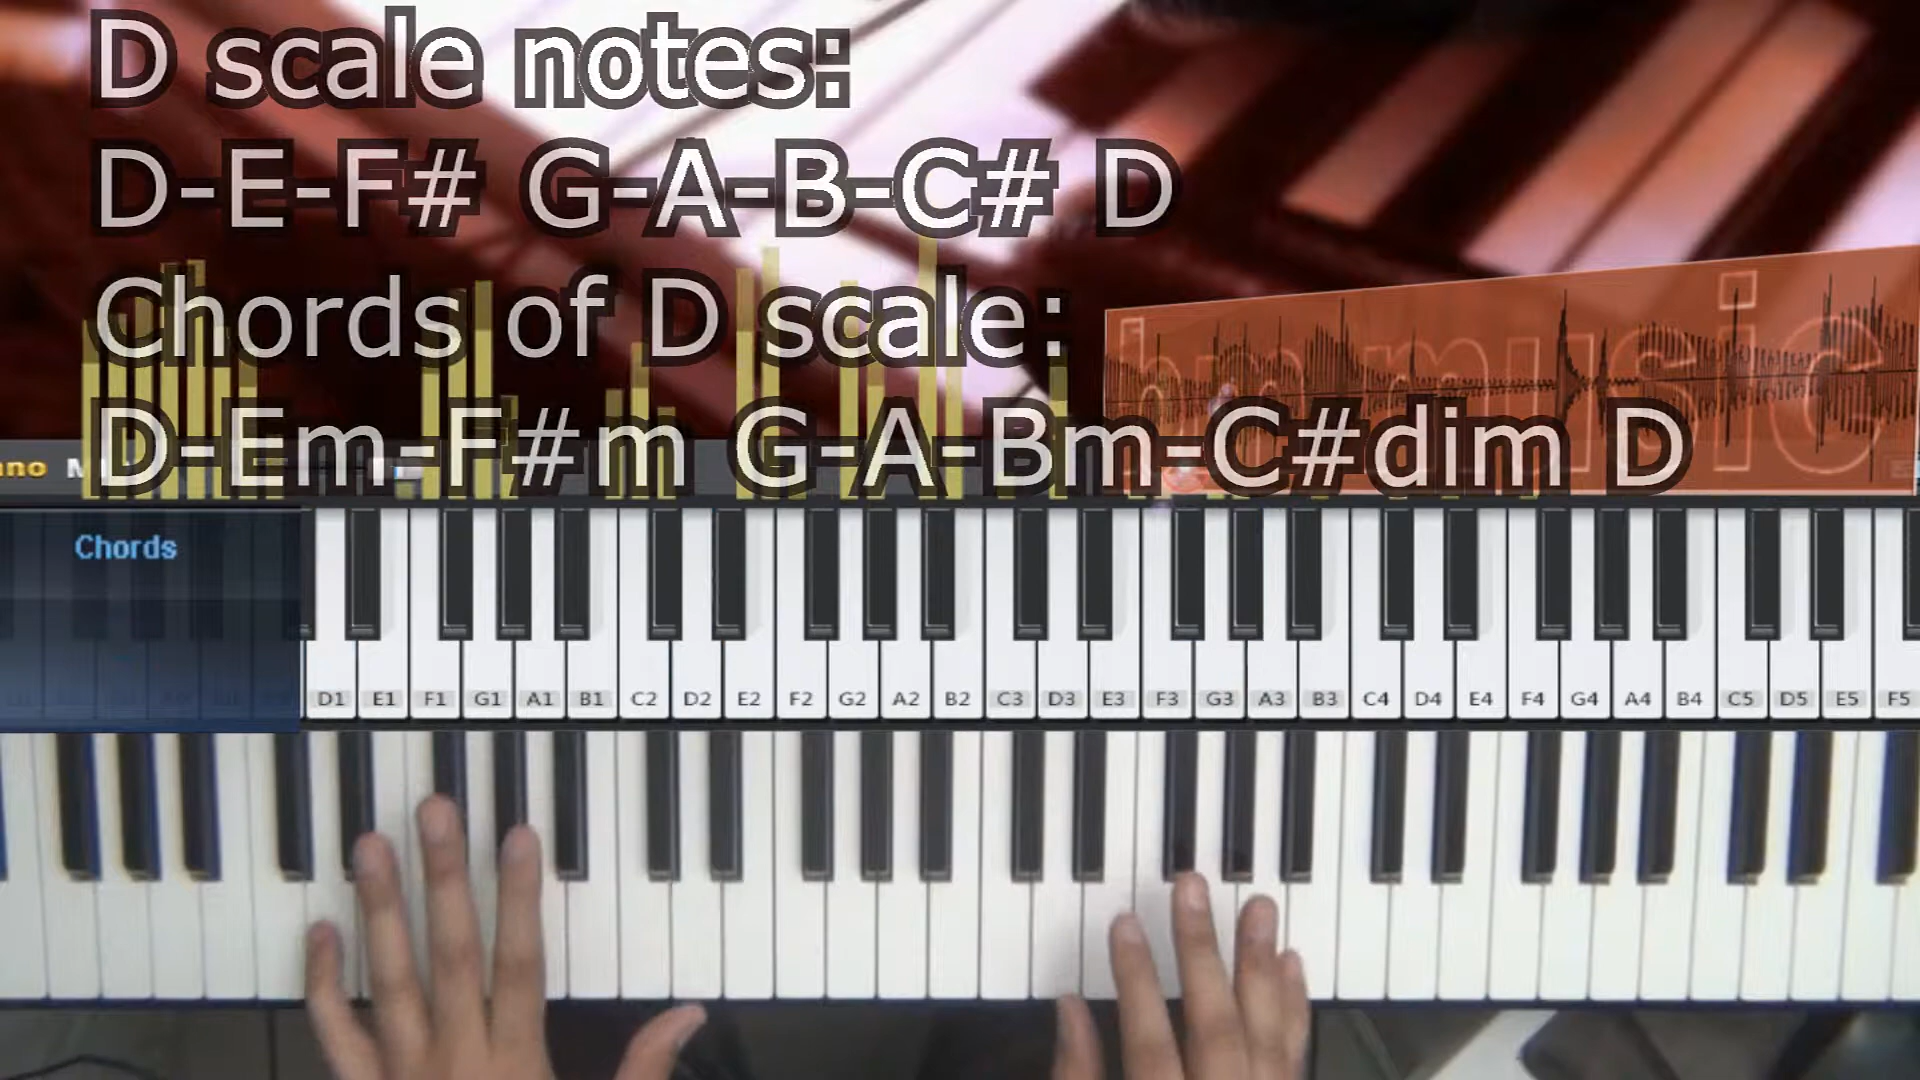 D scale notes:
D-E-F# G-A-B-C# D
Chords of D scale:
D-Em-F#m G-A-Bm-C#dim D
bm music
Chords
D1 E1 F1 G1 A1 B1 C2 D2 E2 F2 G2 A2 B2 C3 D3 E3 F3 G3 A3 B3 C4 D4 E4 F4 G4 A4 B4 C5 D5 E5 F5